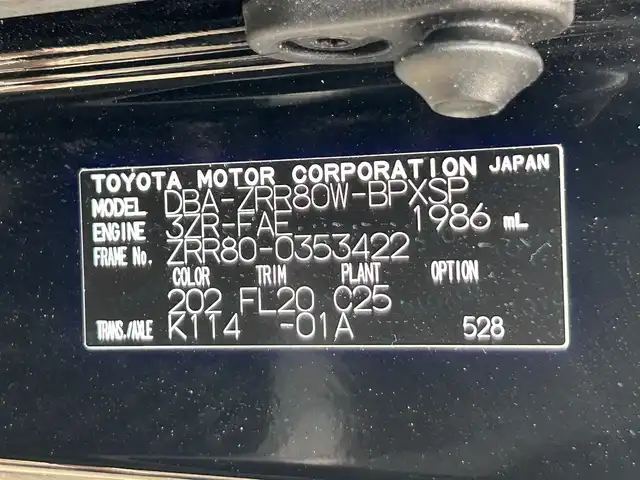 TOYOTA MOTOR CORPORATION JAPAN
MODEL DBA-ZRR80W-BPXSP
ENGINE 3ZR-FAE 1986 mL
FRAME No. ZRR80-0353422
COLOR TRIM PLANT OPTION
202 FL20 C25
TRANS./AXLE K114 -01A 528